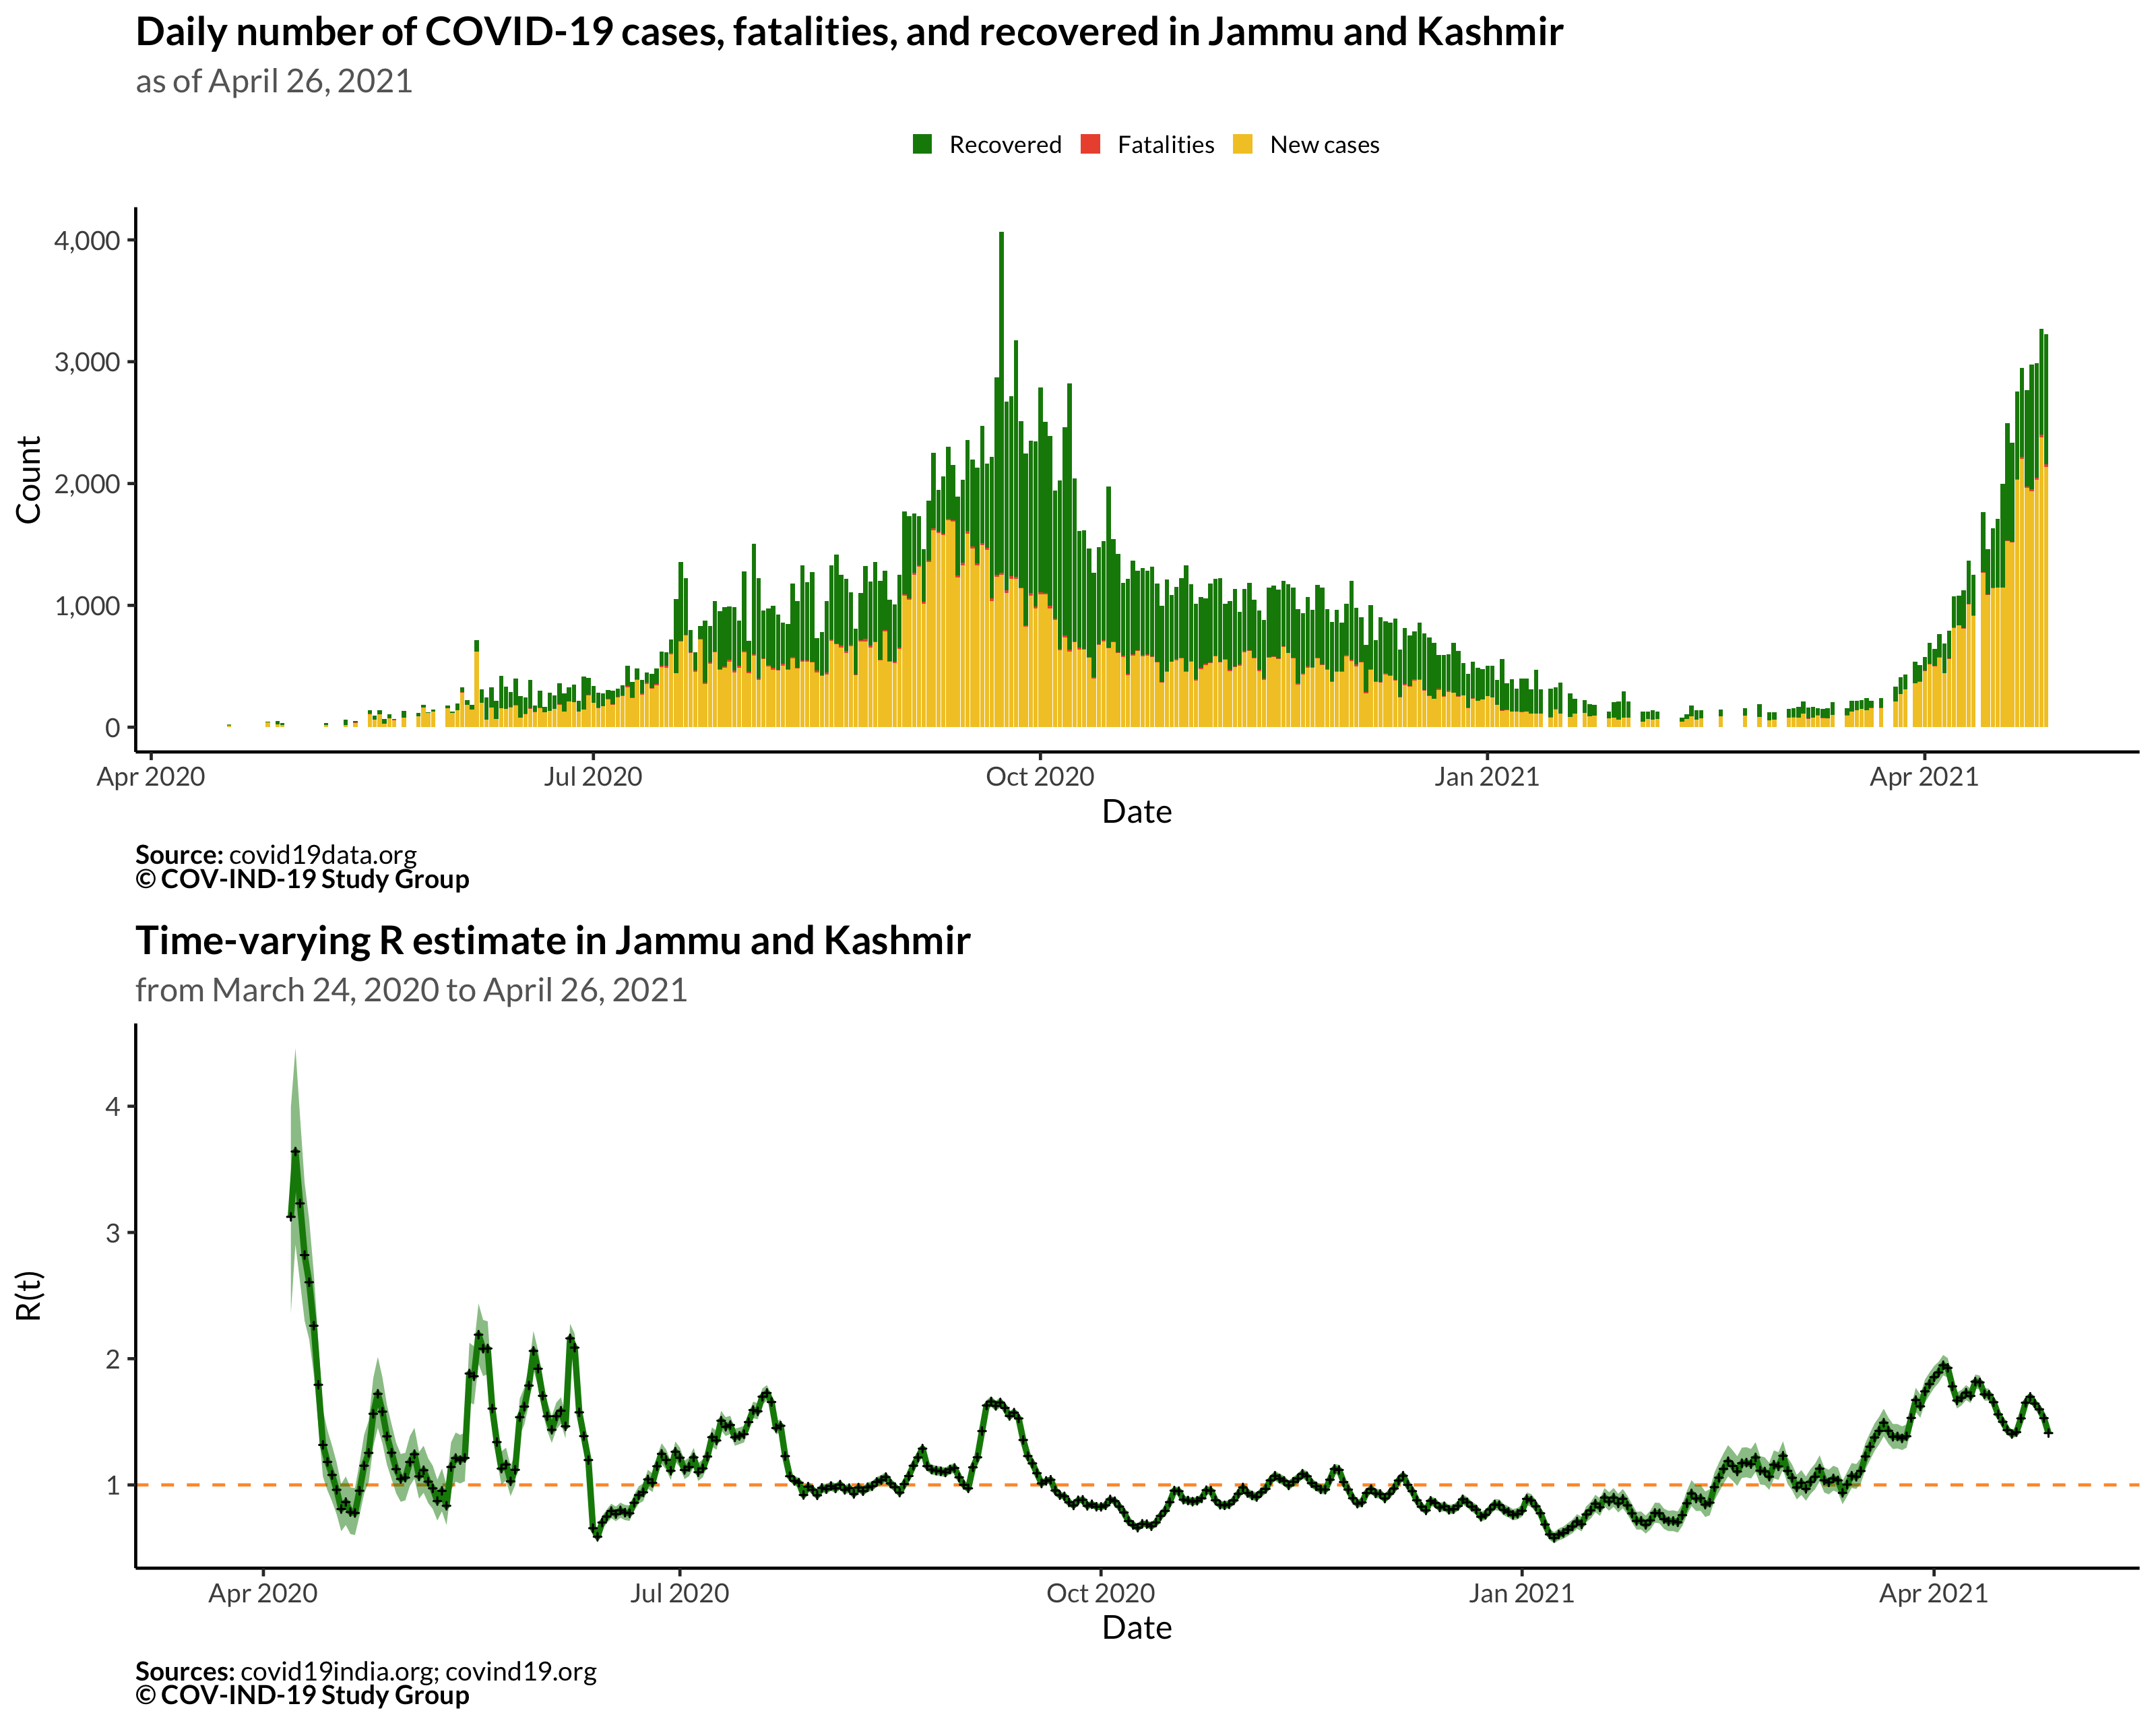 Daily number of COVID-19 cases, fatalities, and recovered in Jammu and Kashmir
as of April 26, 2021
Recovered Fatalities New cases
4,000
3,000
2,000
1,000
0
Count
Apr 2020 Jul 2020 Oct 2020 Jan 2021 Apr 2021
Date
Source: covid19data.org
© COV-IND-19 Study Group
Time-varying R estimate in Jammu and Kashmir
from March 24, 2020 to April 26, 2021
4
3
2
1
R(t)
Apr 2020 Jul 2020 Oct 2020 Jan 2021 Apr 2021
Date
Sources: covid19india.org; covind19.org
© COV-IND-19 Study Group